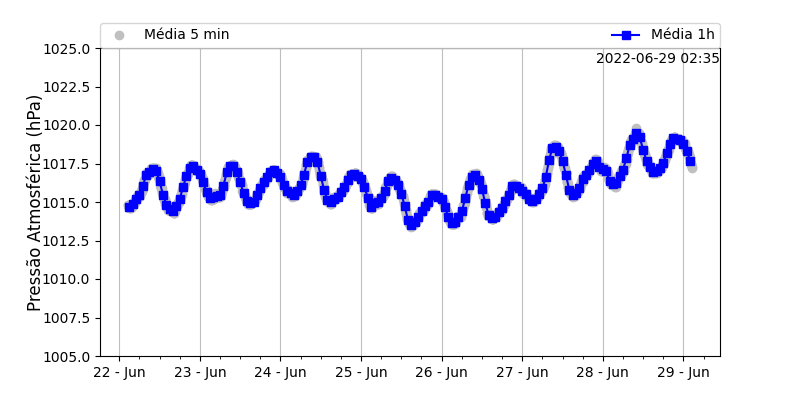 Média 5 min
Média 1h
2022-06-29 02:35
Pressão Atmosférica (hPa)
1025.0
1022.5
1020.0
1017.5
1015.0
1012.5
1010.0
1007.5
1005.0
22 - Jun
23 - Jun
24 - Jun
25 - Jun
26 - Jun
27 - Jun
28 - Jun
29 - Jun